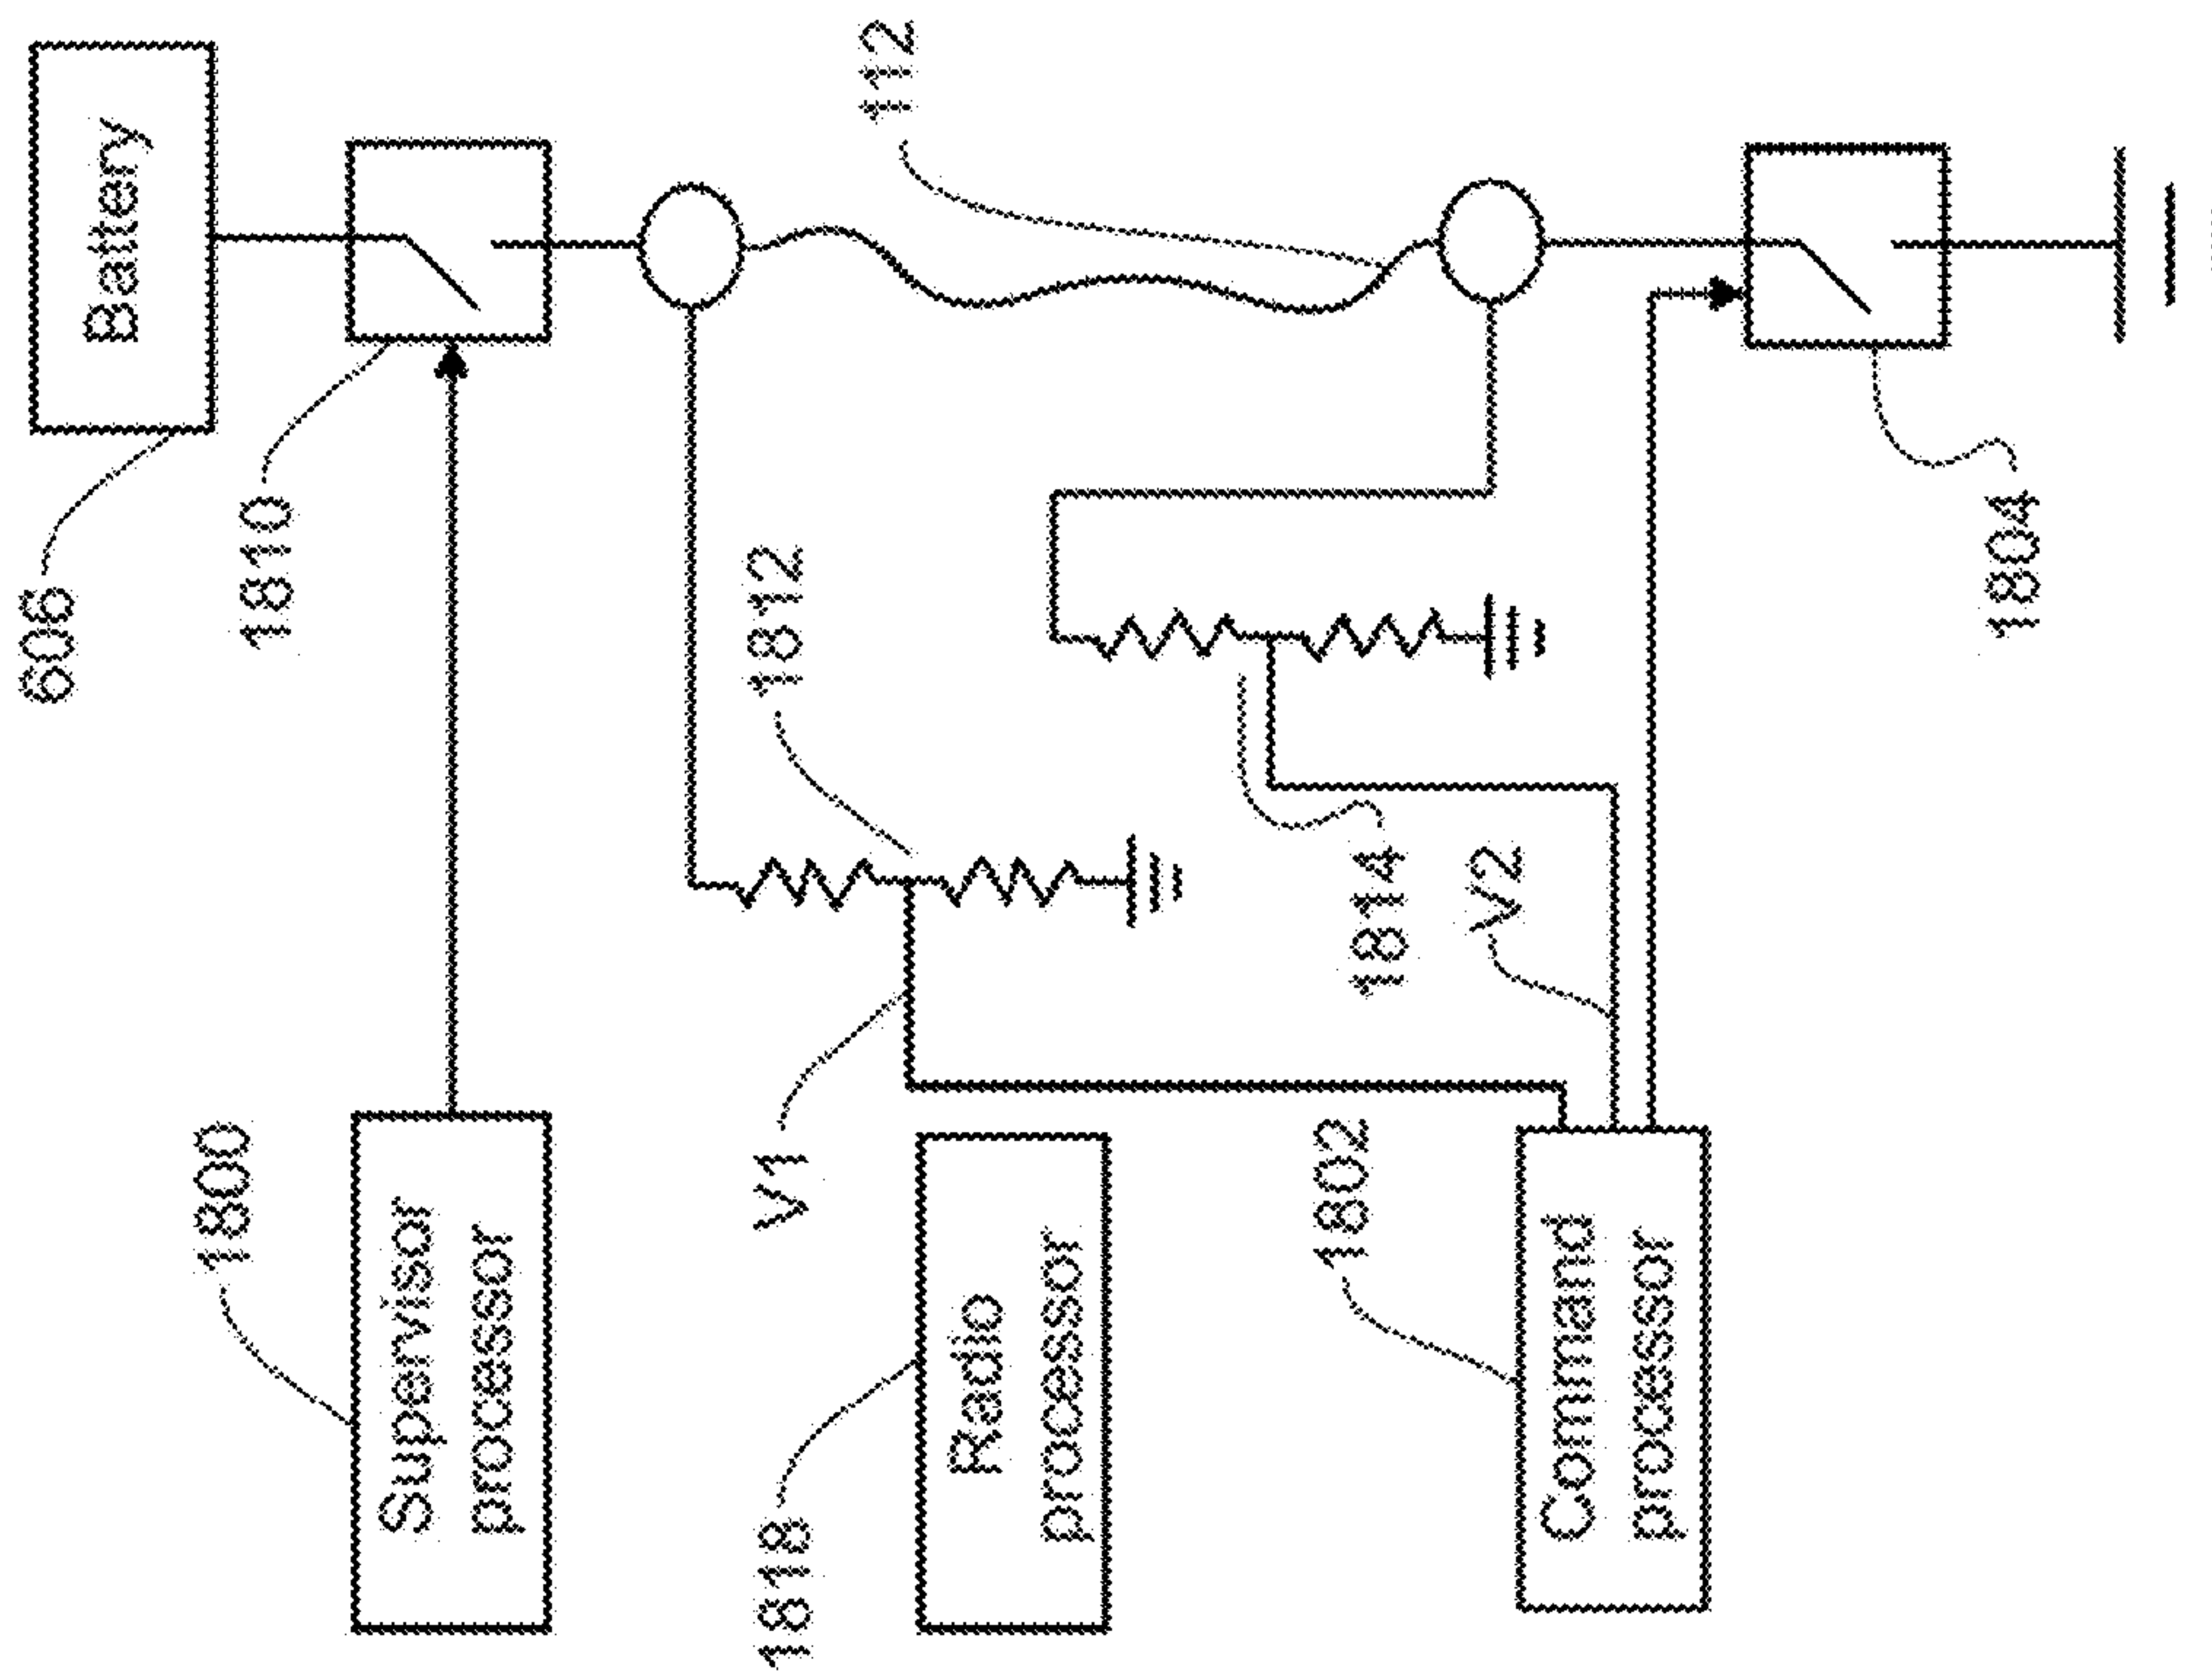 Battery
606
1810
112
1800
Supervisor
processor
1812
V1
1818
Radio
processor
1814
V2
1802
Command
processor
1804